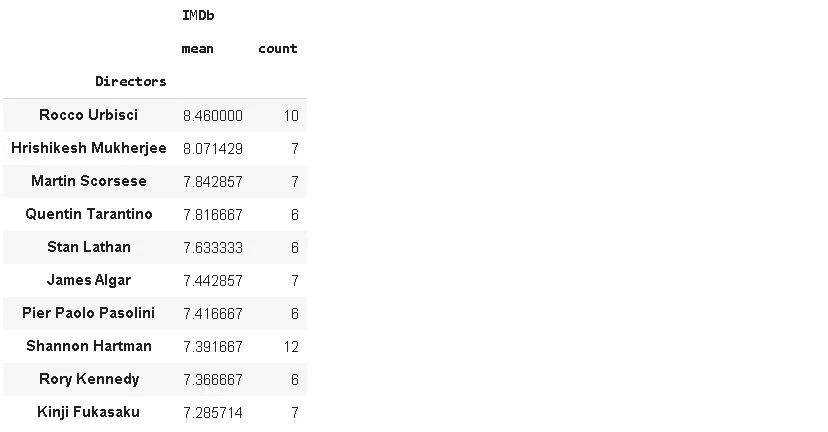 IMDb
mean count
Directors
Rocco Urbisci 8.460000 10
Hrishikesh Mukherjee 8.071429 7
Martin Scorsese 7.842857 7
Quentin Tarantino 7.816667 6
Stan Lathan 7.633333 6
James Algar 7.442857 7
Pier Paolo Pasolini 7.416667 6
Shannon Hartman 7.391667 12
Rory Kennedy 7.366667 6
Kinji Fukasaku 7.285714 7